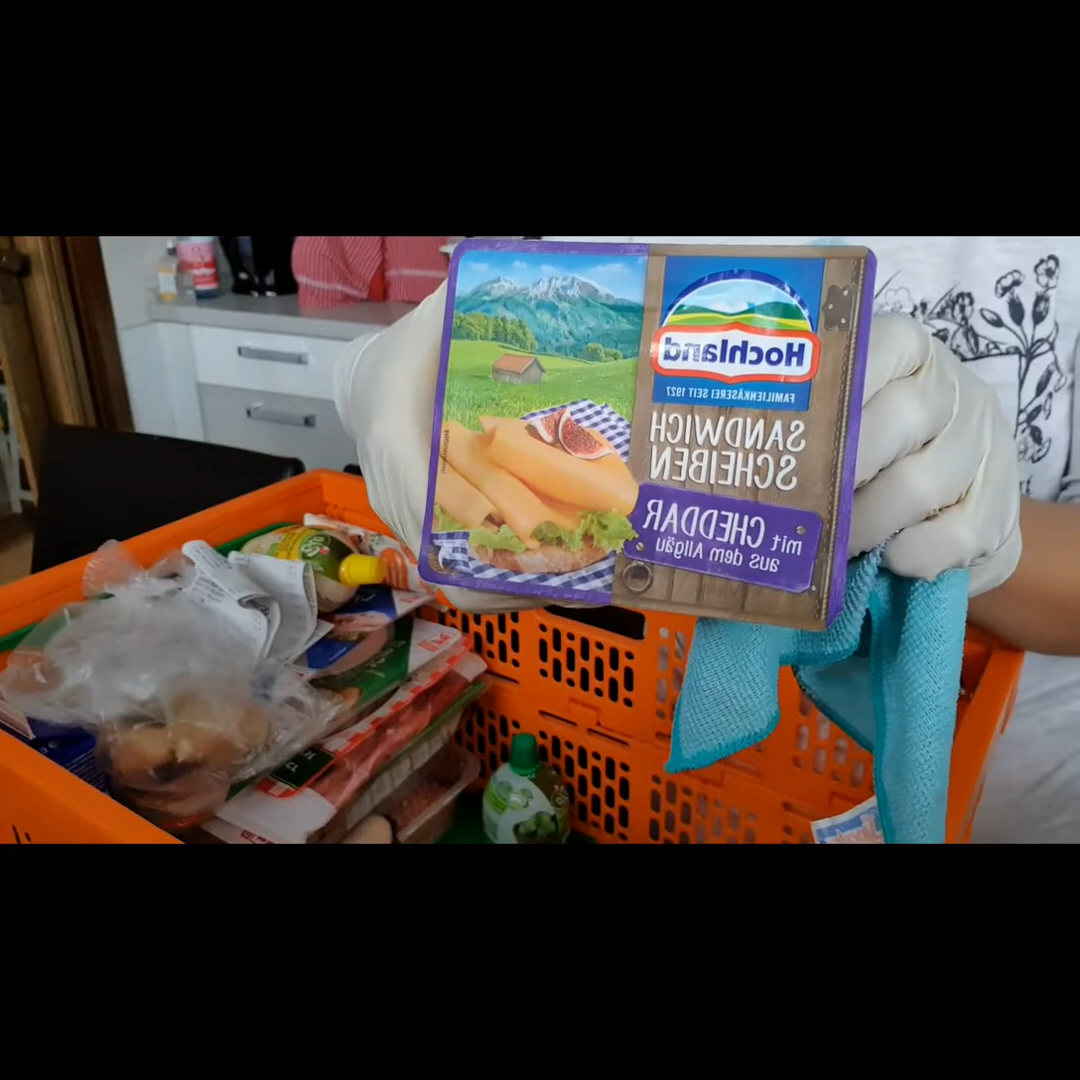 Hochland
FAMILIENKÄSEREI SEIT 1927
SANDWICH
SCHEIBEN
mit CHEDDAR
aus dem Allgäu